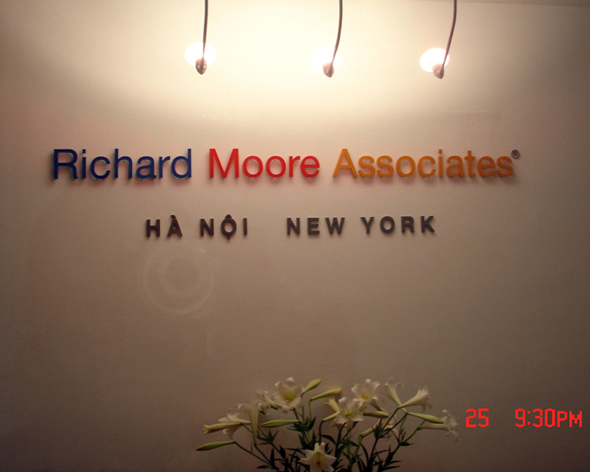 Richard Moore Associates®
HÀ NỘI NEW YORK
25 9:30PM